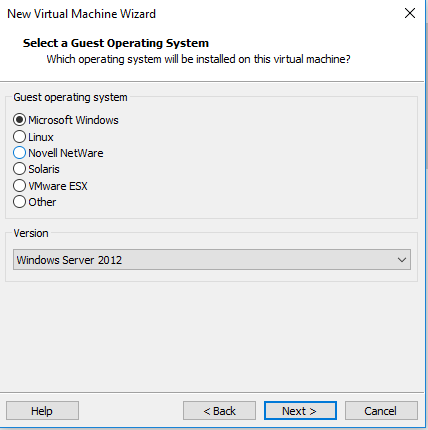 New Virtual Machine Wizard
Select a Guest Operating System
Which operating system will be installed on this virtual machine?
Guest operating system
Microsoft Windows
Linux
Novell NetWare
Solaris
VMware ESX
Other
Version
Windows Server 2012
Help
< Back
Next >
Cancel